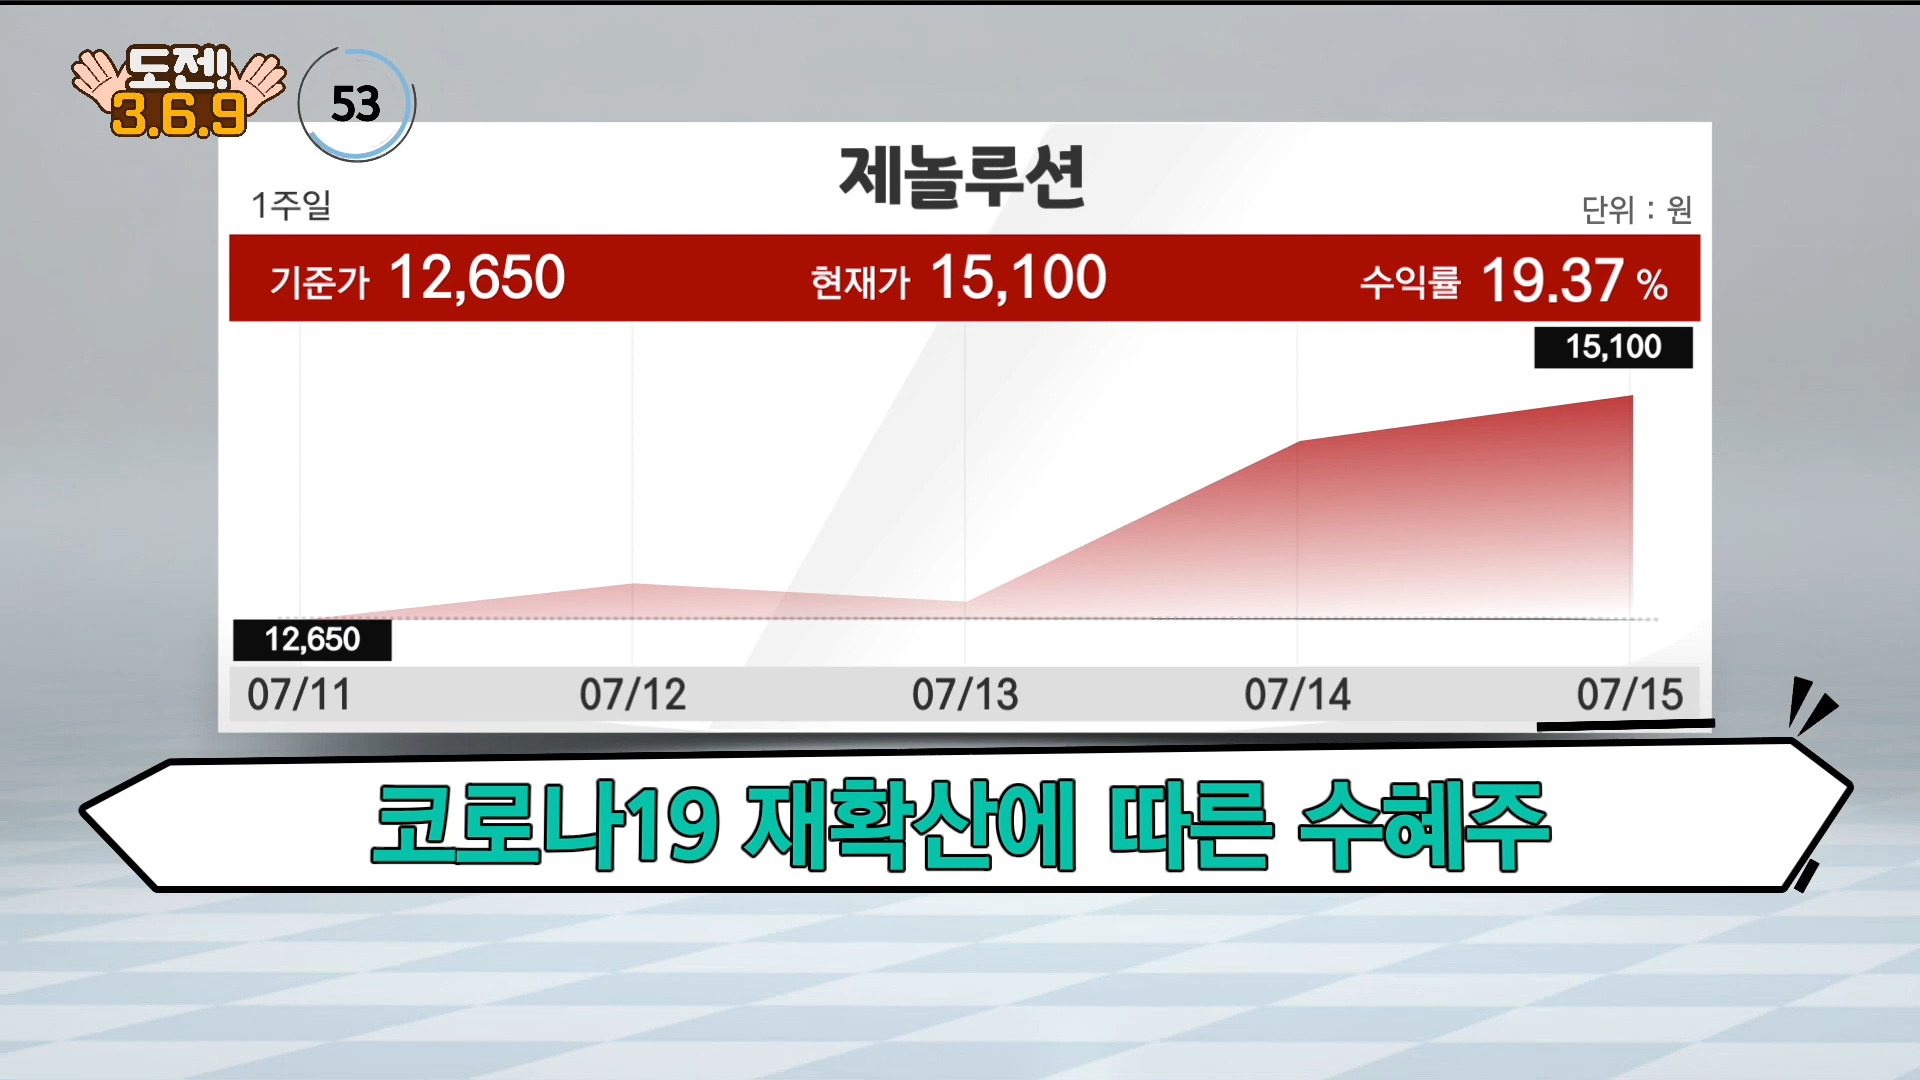 도젠!
3.6.9
53
제놀루션
1주일
단위 : 원
기준가 12,650 현재가 15,100 수익률 19.37 %
15,100
12,650
07/11 07/12 07/13 07/14 07/15
코로나19 재확산에 따른 수혜주